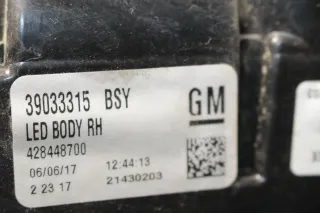 39033315 BSY
GM
LED BODY RH
428448700
06/06/17 12:44:13
2 23 17 21430203